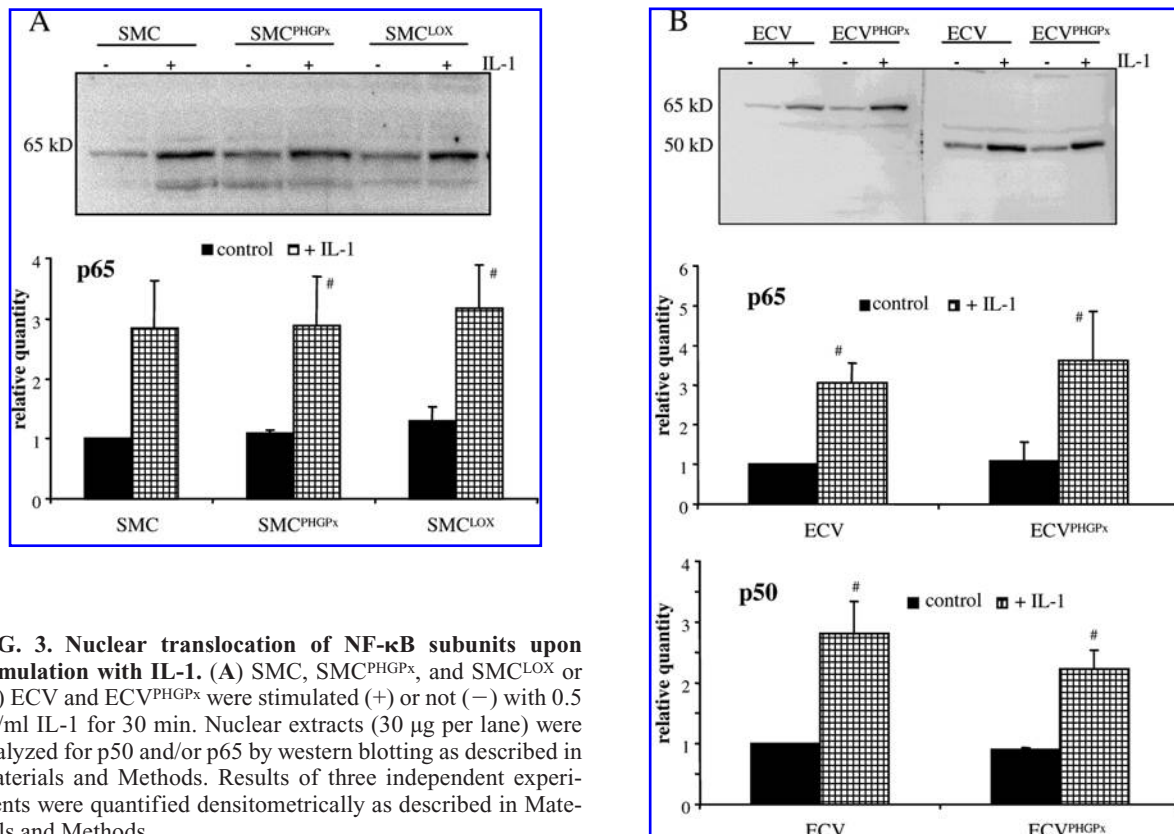 A
SMC SMCPHGPx SMCLOX
- + - + - + IL-1
65 kD
■ control ⊞ + IL-1
p65
relative quantity
4
3
2
1
0
SMC SMCPHGPx SMCLOX
G. 3. Nuclear translocation of NF-κB subunits upon
mulation with IL-1. (A) SMC, SMCPHGPx, and SMCLOX or
) ECV and ECVPHGPx were stimulated (+) or not (−) with 0.5
/ml IL-1 for 30 min. Nuclear extracts (30 μg per lane) were
alyzed for p50 and/or p65 by western blotting as described in
aterials and Methods. Results of three independent experi-
ents were quantified densitometrically as described in Mate-
ls and Methods.
B
ECV ECVPHGPx ECV ECVPHGPx
- + - + - + - + IL-1
65 kD
50 kD
p65
■ control ⊞ + IL-1
relative quantity
6
5
4
3
2
1
0
# #
ECV ECVPHGPx
p50
■ control ⊞ + IL-1
relative quantity
4
3
2
1
0
# #
ECV ECVPHGPx